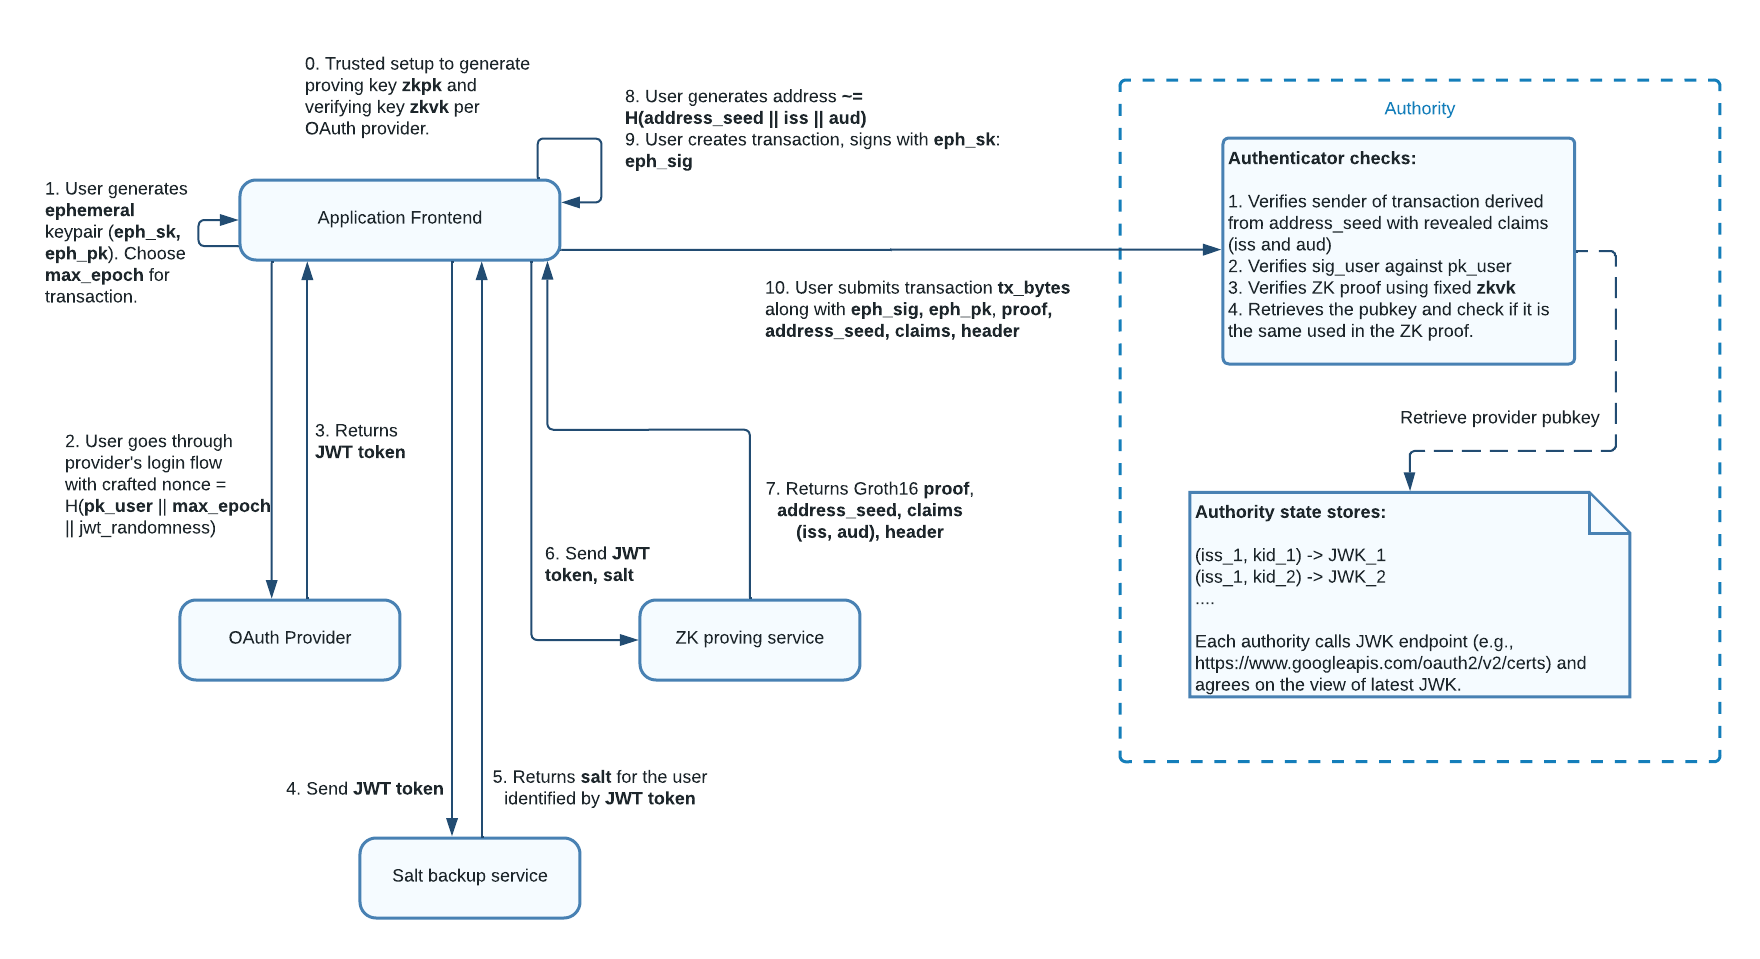 0. Trusted setup to generate
proving key zkpk and
verifying key zkvk per
OAuth provider.
8. User generates address ~=
H(address_seed || iss || aud)
9. User creates transaction, signs with eph_sk:
eph_sig
1. User generates
ephemeral
keypair (eph_sk,
eph_pk). Choose
max_epoch for
transaction.
Application Frontend
10. User submits transaction tx_bytes
along with eph_sig, eph_pk, proof,
address_seed, claims, header
2. User goes through
provider's login flow
with crafted nonce =
H(pk_user || max_epoch
|| jwt_randomness)
3. Returns
JWT token
7. Returns Groth16 proof,
address_seed, claims
(iss, aud), header
6. Send JWT
token, salt
OAuth Provider
ZK proving service
4. Send JWT token
5. Returns salt for the user
identified by JWT token
Salt backup service
Authority
Authenticator checks:
1. Verifies sender of transaction derived
from address_seed with revealed claims
(iss and aud)
2. Verifies sig_user against pk_user
3. Verifies ZK proof using fixed zkvk
4. Retrieves the pubkey and check if it is
the same used in the ZK proof.
Retrieve provider pubkey
Authority state stores:
(iss_1, kid_1) -> JWK_1
(iss_1, kid_2) -> JWK_2
....
Each authority calls JWK endpoint (e.g.,
https://www.googleapis.com/oauth2/v2/certs) and
agrees on the view of latest JWK.